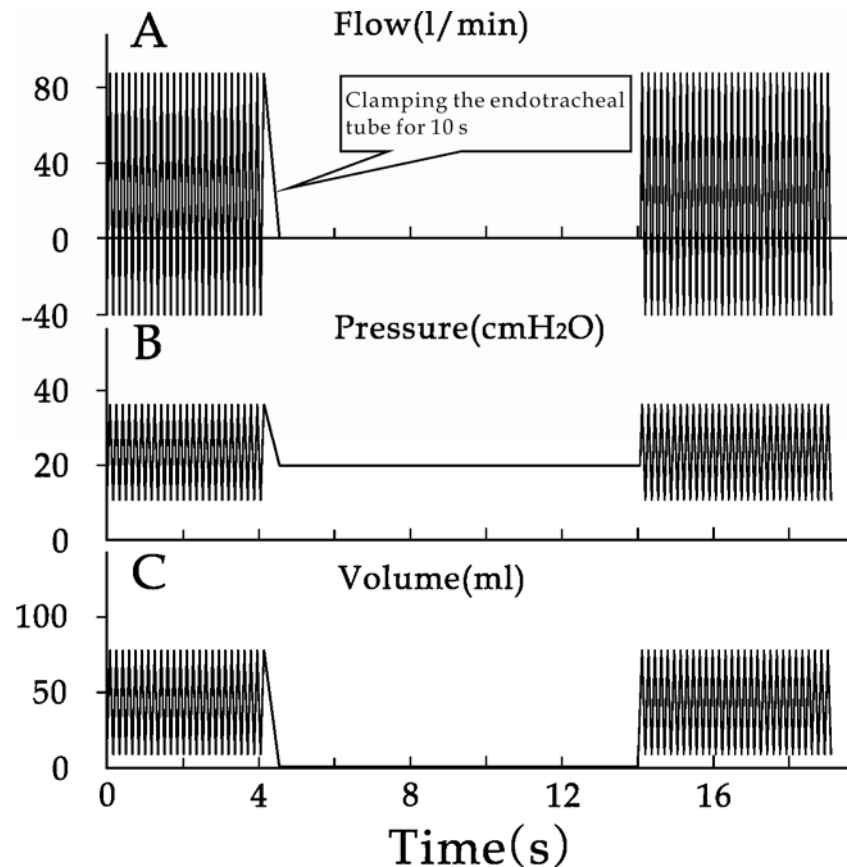 A
Flow(l/min)
80
Clamping the endotracheal
tube for 10 s
40
0
-40
B
Pressure(cmH₂O)
40
20
0
C
Volume(ml)
100
50
0
0 4 8 12 16
Time(s)